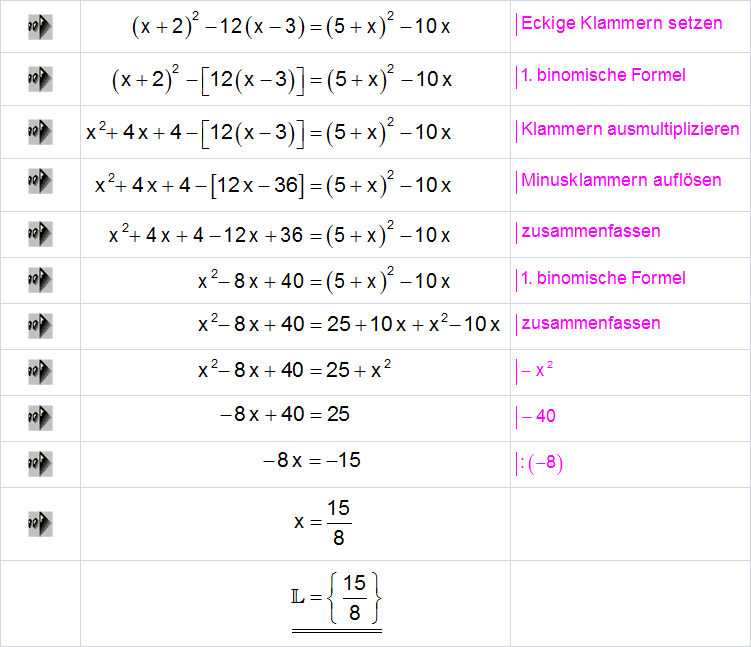 (x + 2)² − 12(x − 3) = (5 + x)² − 10x |Eckige Klammern setzen
(x + 2)² − [12(x − 3)] = (5 + x)² − 10x |1. binomische Formel
x² + 4x + 4 − [12(x − 3)] = (5 + x)² − 10x |Klammern ausmultiplizieren
x² + 4x + 4 − [12x − 36] = (5 + x)² − 10x |Minusklammern auflösen
x² + 4x + 4 − 12x + 36 = (5 + x)² − 10x |zusammenfassen
x² − 8x + 40 = (5 + x)² − 10x |1. binomische Formel
x² − 8x + 40 = 25 + 10x + x² − 10x |zusammenfassen
x² − 8x + 40 = 25 + x² |− x²
−8x + 40 = 25 |− 40
−8x = −15 |: (−8)
x = 15/8
𝕃 = {15/8}